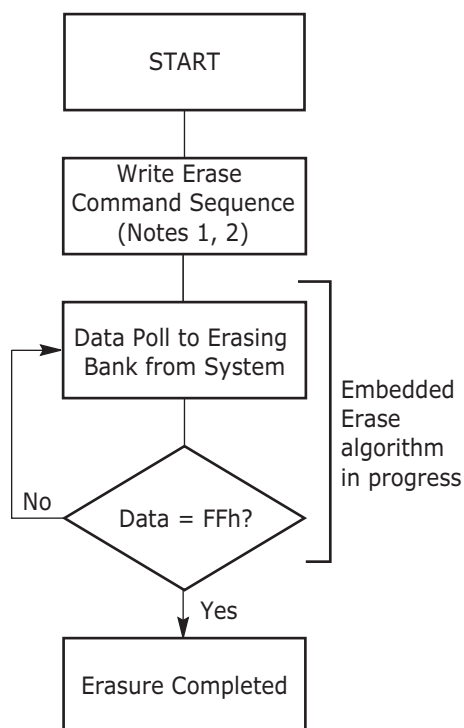 START
Write Erase
Command Sequence
(Notes 1, 2)
Data Poll to Erasing
Bank from System
Embedded
Erase
algorithm
in progress
No
Data = FFh?
Yes
Erasure Completed